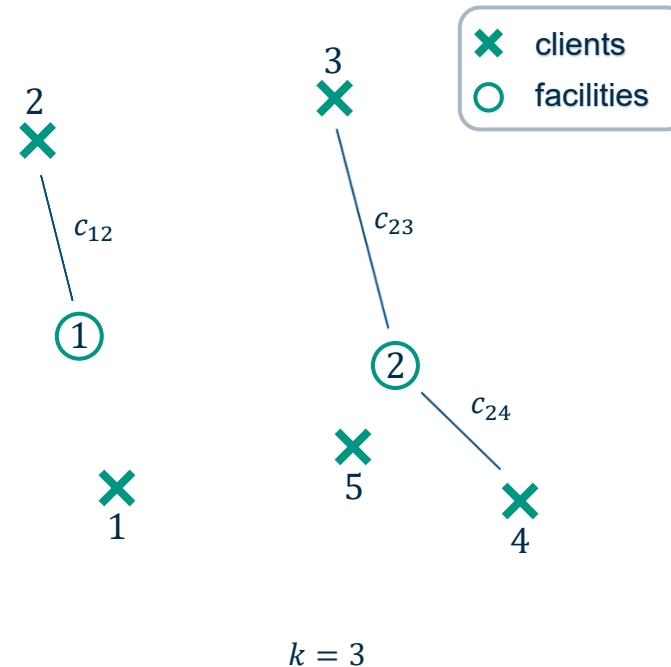 clients
facilities
3
2
c₁₂
c₂₃
1
2
c₂₄
5
1
4
k = 3